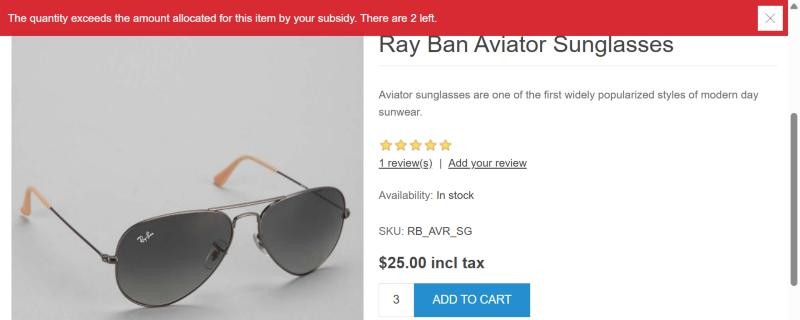 The quantity exceeds the amount allocated for this item by your subsidy. There are 2 left.
Ray Ban Aviator Sunglasses
Aviator sunglasses are one of the first widely popularized styles of modern day
sunwear.
1 review(s) | Add your review
Availability: In stock
SKU: RB_AVR_SG
$25.00 incl tax
3 ADD TO CART
Ray-Ban